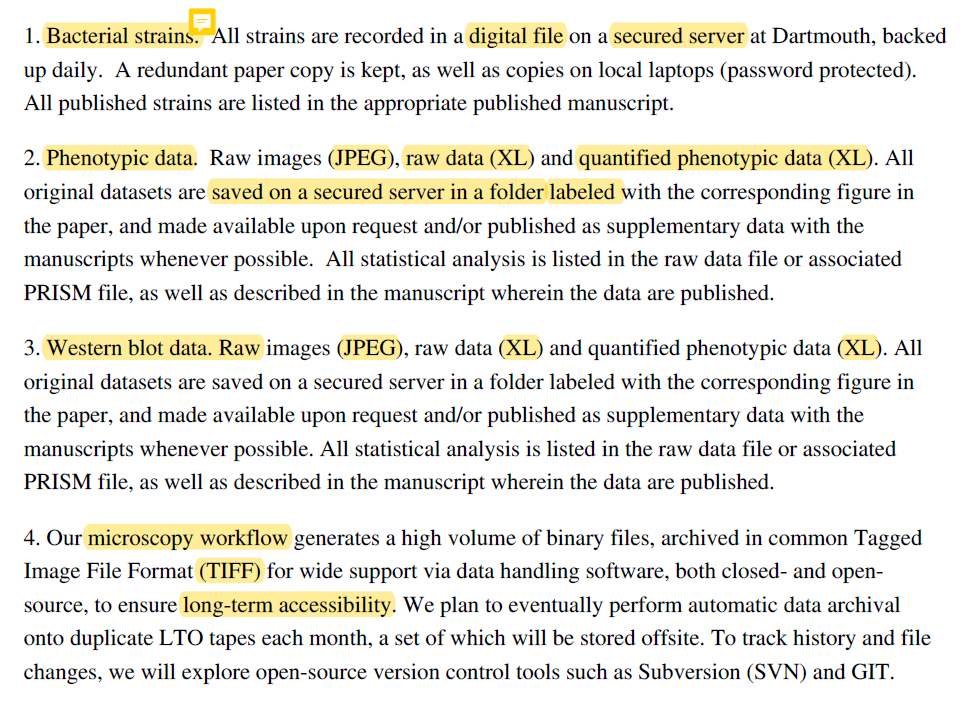 1. Bacterial strains. All strains are recorded in a digital file on a secured server at Dartmouth, backed
up daily.  A redundant paper copy is kept, as well as copies on local laptops (password protected).
All published strains are listed in the appropriate published manuscript.
2. Phenotypic data.  Raw images (JPEG), raw data (XL) and quantified phenotypic data (XL). All
original datasets are saved on a secured server in a folder labeled with the corresponding figure in
the paper, and made available upon request and/or published as supplementary data with the
manuscripts whenever possible.  All statistical analysis is listed in the raw data file or associated
PRISM file, as well as described in the manuscript wherein the data are published.
3. Western blot data. Raw images (JPEG), raw data (XL) and quantified phenotypic data (XL). All
original datasets are saved on a secured server in a folder labeled with the corresponding figure in
the paper, and made available upon request and/or published as supplementary data with the
manuscripts whenever possible. All statistical analysis is listed in the raw data file or associated
PRISM file, as well as described in the manuscript wherein the data are published.
4. Our microscopy workflow generates a high volume of binary files, archived in common Tagged
Image File Format (TIFF) for wide support via data handling software, both closed- and open-
source, to ensure long-term accessibility. We plan to eventually perform automatic data archival
onto duplicate LTO tapes each month, a set of which will be stored offsite. To track history and file
changes, we will explore open-source version control tools such as Subversion (SVN) and GIT.